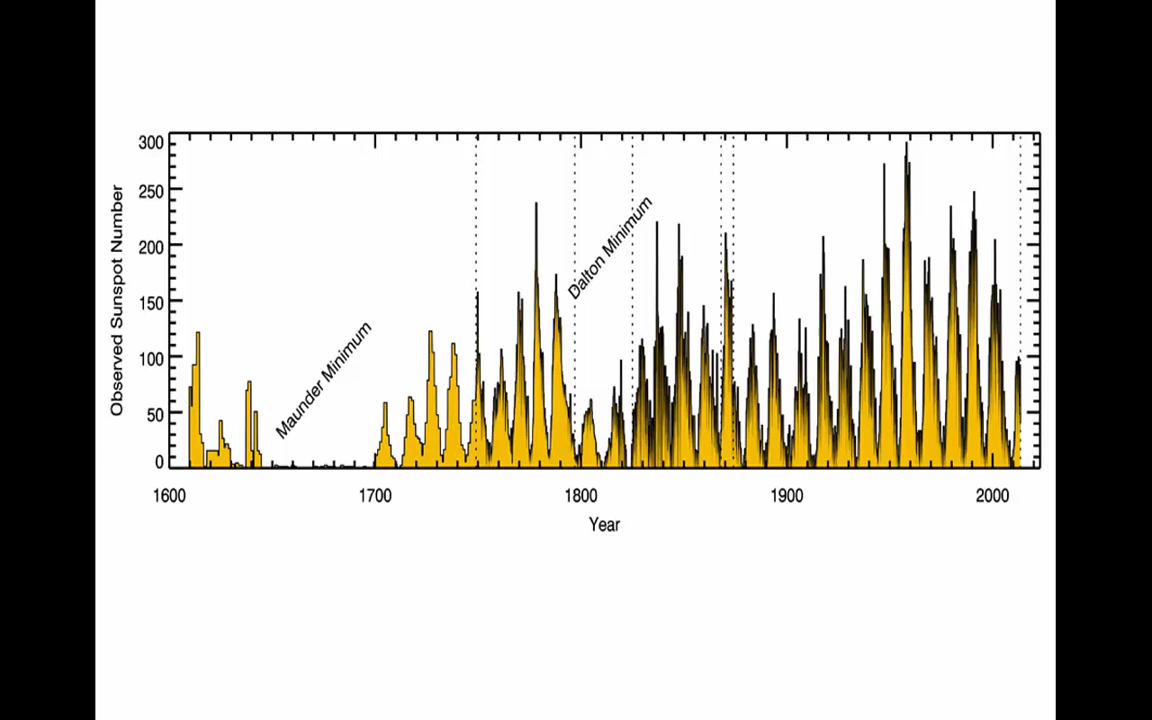 300
250
200
150
100
50
0
Observed Sunspot Number
Maunder Minimum
Dalton Minimum
1600 1700 1800 1900 2000
Year